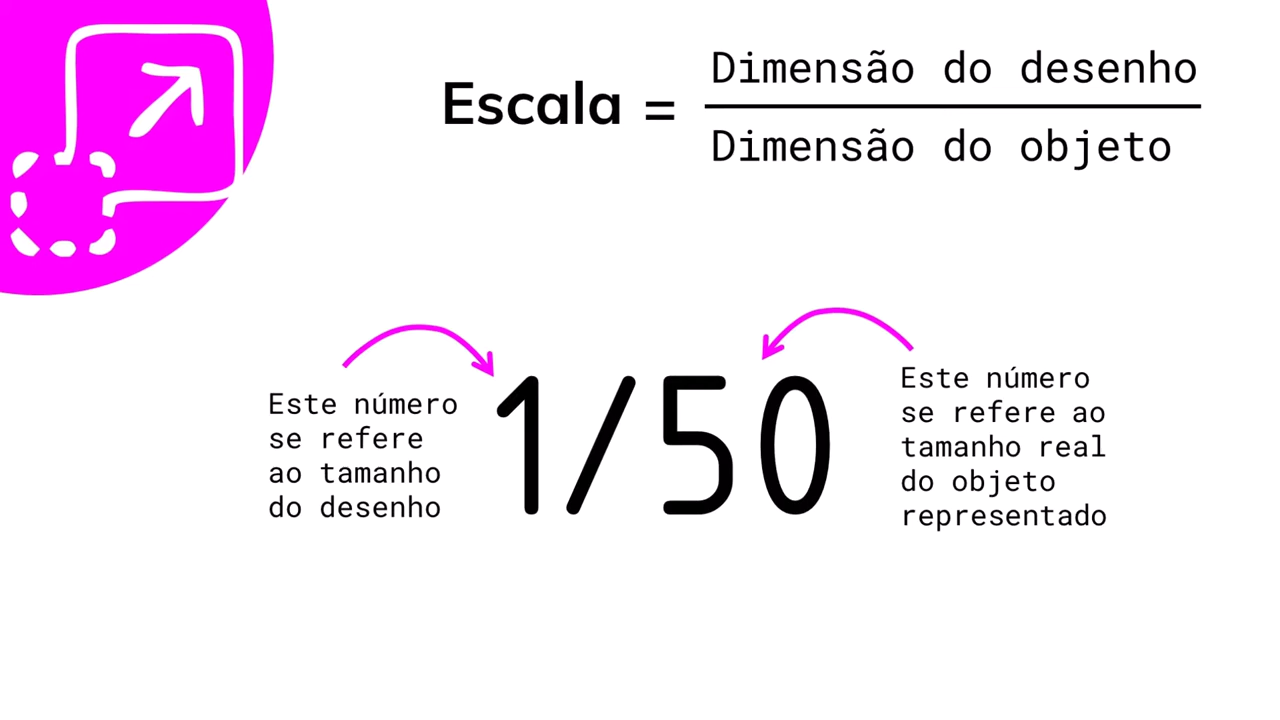 Escala =
Dimensão do desenho
Dimensão do objeto
Este número
se refere
ao tamanho
do desenho
1/50
Este número
se refere ao
tamanho real
do objeto
representado